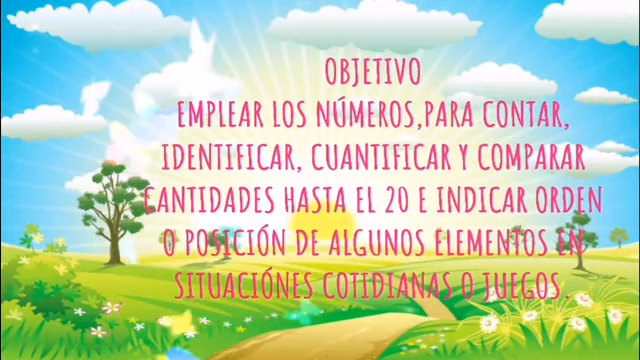 OBJETIVO
EMPLEAR LOS NÚMEROS,PARA CONTAR,
IDENTIFICAR, CUANTIFICAR Y COMPARAR
CANTIDADES HASTA EL 20 E INDICAR ORDEN
O POSICIÓN DE ALGUNOS ELEMENTOS EN
SITUACIÓNES COTIDIANAS O JUEGOS.